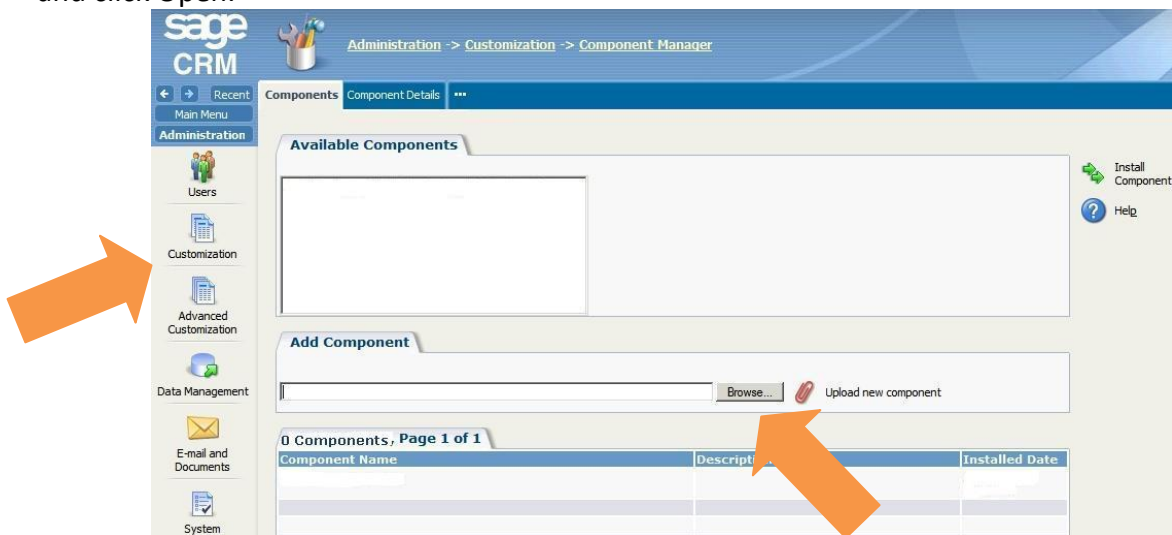 and click Open.
sage
CRM
Administration -> Customization -> Component Manager
Recent
Components Component Details ...
Main Menu
Administration
Available Components
Install
Component
Users
Help
Customization
Advanced
Customization
Add Component
Data Management
Browse... Upload new component
0 Components, Page 1 of 1
E-mail and
Documents
Component Name Installed Date
System